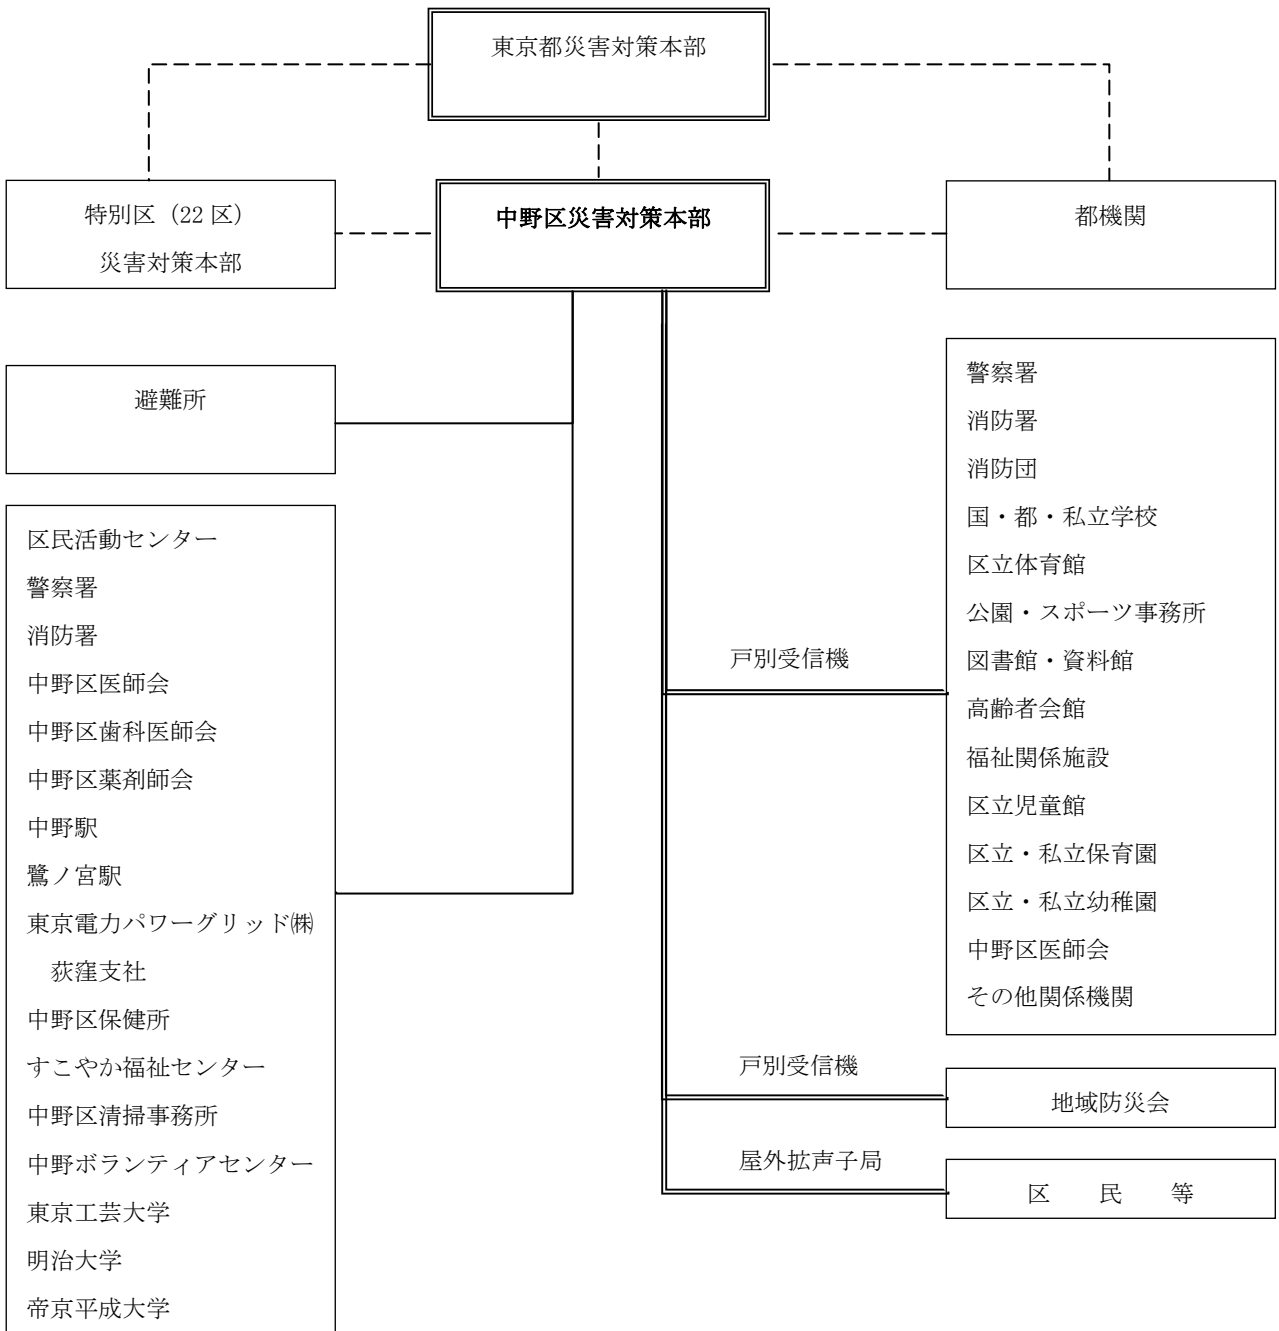 東京都災害対策本部
特別区（22 区）
災害対策本部
中野区災害対策本部
都機関
避難所
区民活動センター
警察署
消防署
中野区医師会
中野区歯科医師会
中野区薬剤師会
中野駅
鷺ノ宮駅
東京電力パワーグリッド㈱
荻窪支社
中野区保健所
すこやか福祉センター
中野区清掃事務所
中野ボランティアセンター
東京工芸大学
明治大学
帝京平成大学
戸別受信機
警察署
消防署
消防団
国・都・私立学校
区立体育館
公園・スポーツ事務所
図書館・資料館
高齢者会館
福祉関係施設
区立児童館
区立・私立保育園
区立・私立幼稚園
中野区医師会
その他関係機関
戸別受信機
地域防災会
屋外拡声子局
区　民　等